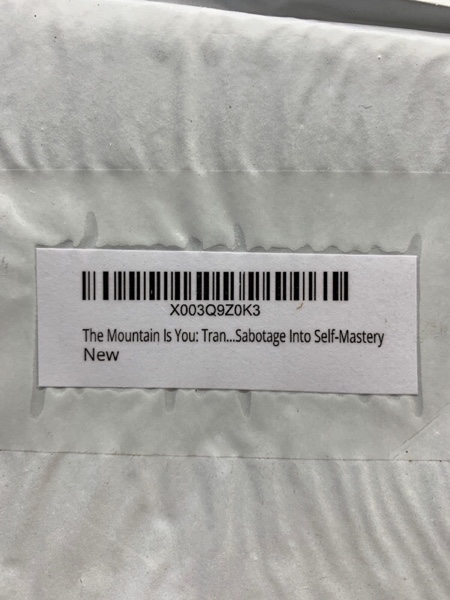 X003Q9Z0K3
The Mountain Is You: Tran...Sabotage Into Self-Mastery
New